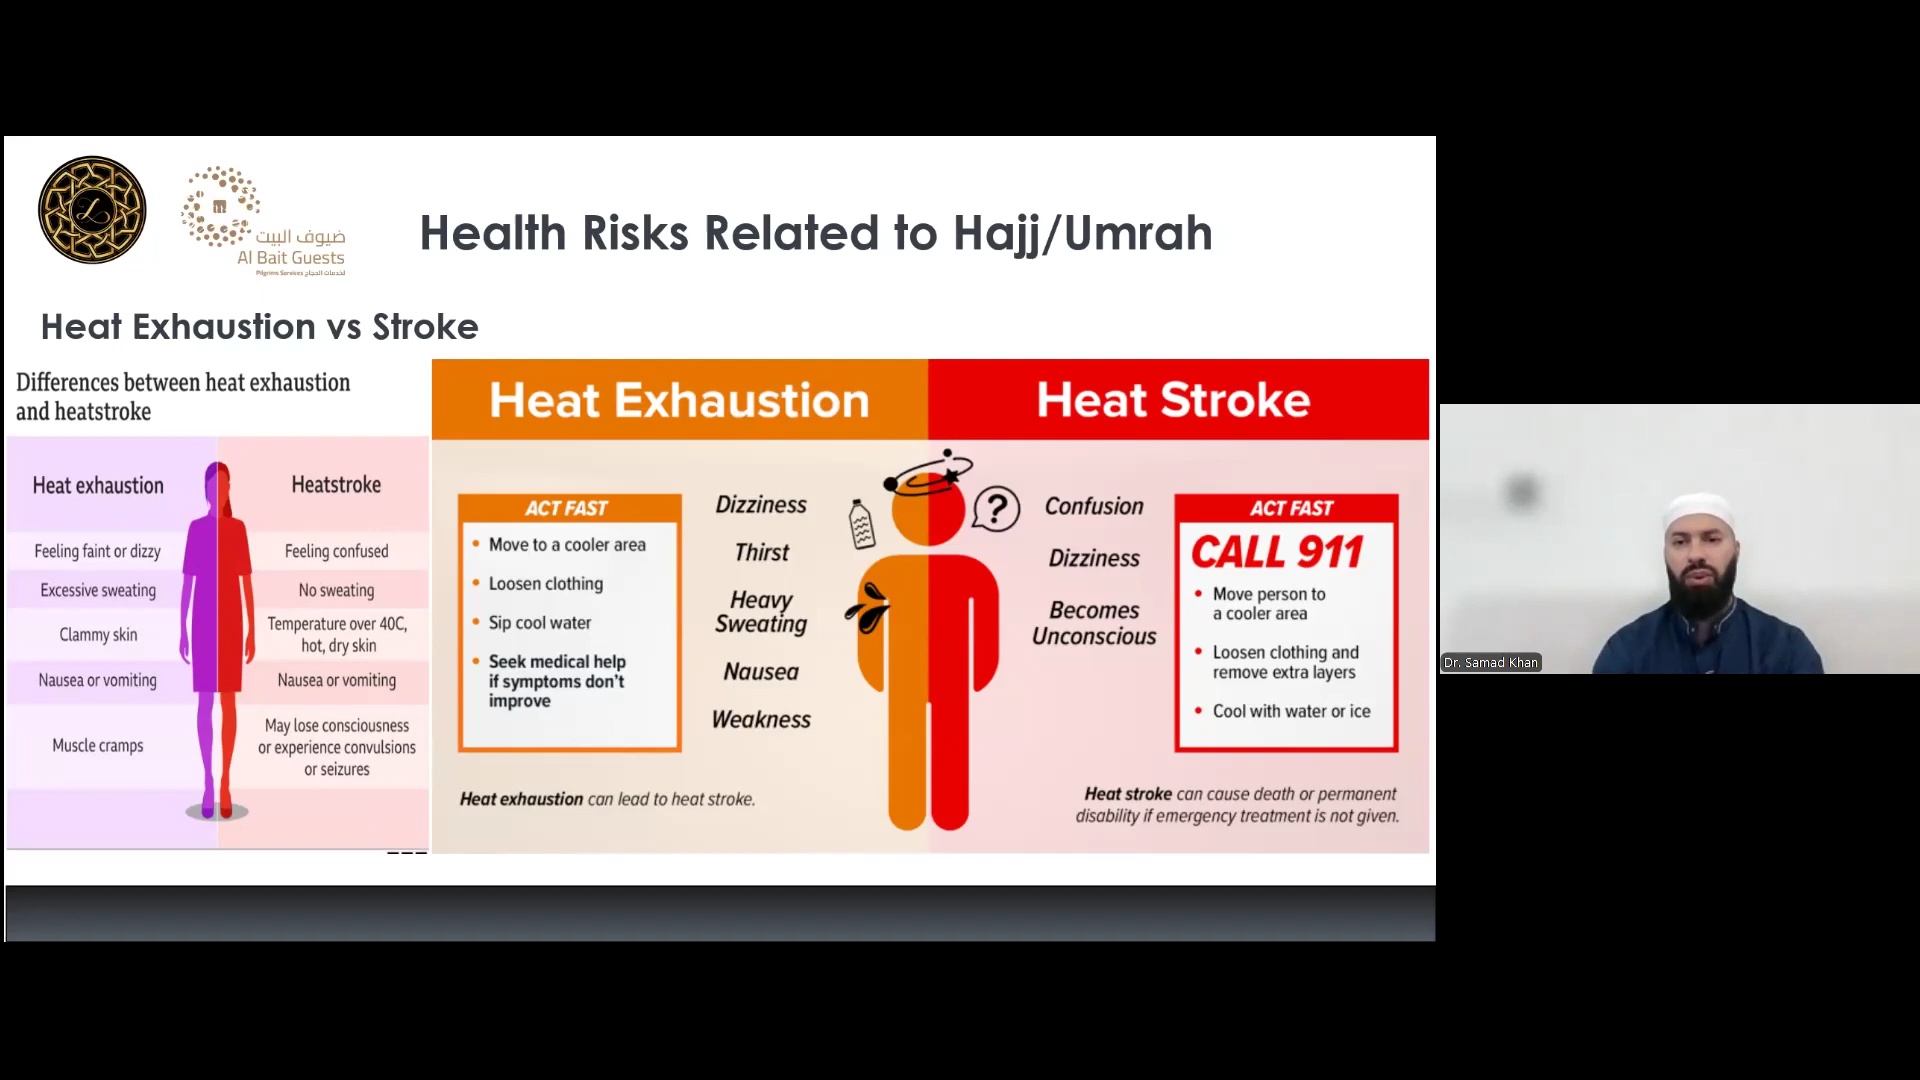 ضيوف البيت
Al Bait Guests
Pilgrims Services لخدمات الحجاج
Health Risks Related to Hajj/Umrah
Heat Exhaustion vs Stroke
Differences between heat exhaustion
and heatstroke
Heat exhaustion
Heatstroke
Feeling faint or dizzy
Feeling confused
Excessive sweating
No sweating
Clammy skin
Temperature over 40C,
hot, dry skin
Nausea or vomiting
Nausea or vomiting
Muscle cramps
May lose consciousness
or experience convulsions
or seizures
Heat Exhaustion
ACT FAST
• Move to a cooler area
• Loosen clothing
• Sip cool water
• Seek medical help
if symptoms don't
improve
Dizziness
Thirst
Heavy
Sweating
Nausea
Weakness
Heat exhaustion can lead to heat stroke.
Heat Stroke
?
Confusion
Dizziness
Becomes
Unconscious
ACT FAST
CALL 911
• Move person to
a cooler area
• Loosen clothing and
remove extra layers
• Cool with water or ice
Heat stroke can cause death or permanent
disability if emergency treatment is not given.
Dr. Samad Khan